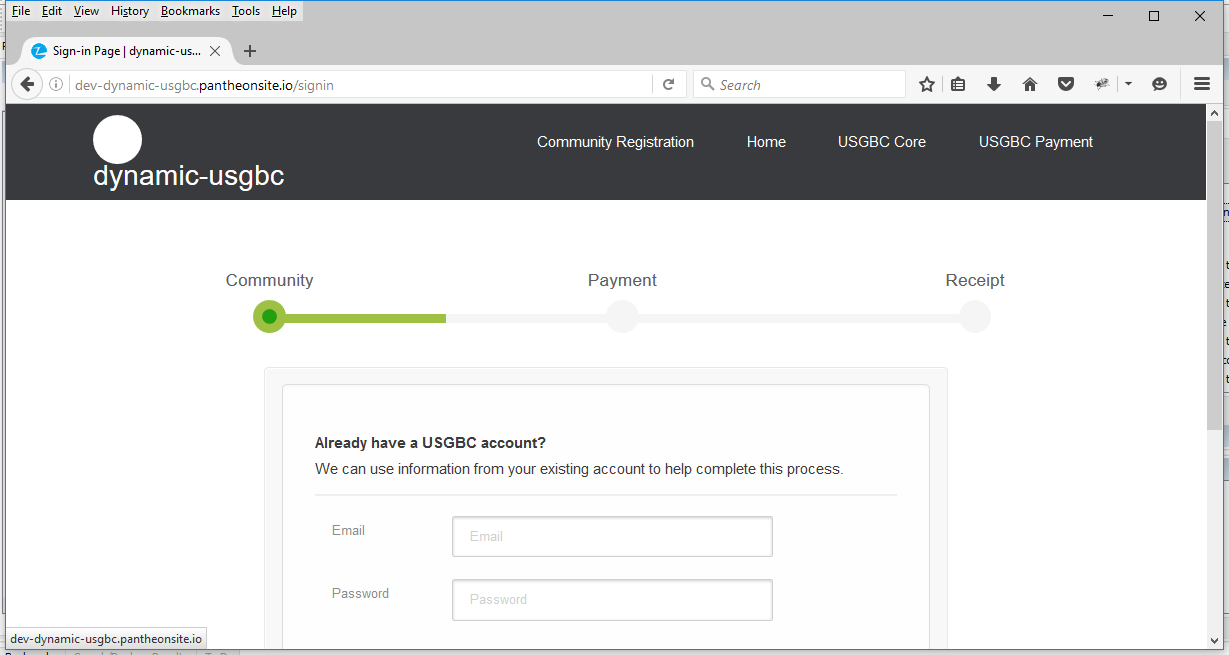 File Edit View History Bookmarks Tools Help
Sign-in Page | dynamic-us...
dev-dynamic-usgbc.pantheonsite.io/signin
Search
Community Registration Home USGBC Core USGBC Payment
dynamic-usgbc
Community Payment Receipt
Already have a USGBC account?
We can use information from your existing account to help complete this process.
Email Email
Password Password
dev-dynamic-usgbc.pantheonsite.io